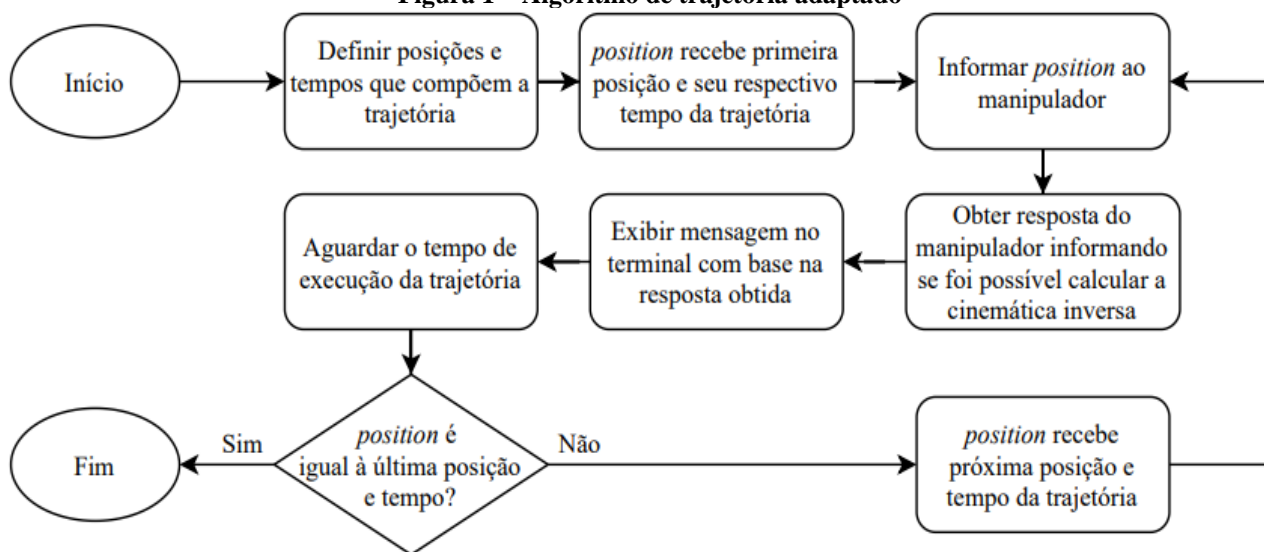 Figura 1 – Algoritmo de trajetória adaptado
Início
Definir posições e
tempos que compõem a
trajetória
position recebe primeira
posição e seu respectivo
tempo da trajetória
Informar position ao
manipulador
Obter resposta do
manipulador informando
se foi possível calcular a
cinemática inversa
Exibir mensagem no
terminal com base na
resposta obtida
Aguardar o tempo de
execução da trajetória
position é
igual à última posição
e tempo?
Sim
Fim
Não
position recebe
próxima posição e
tempo da trajetória